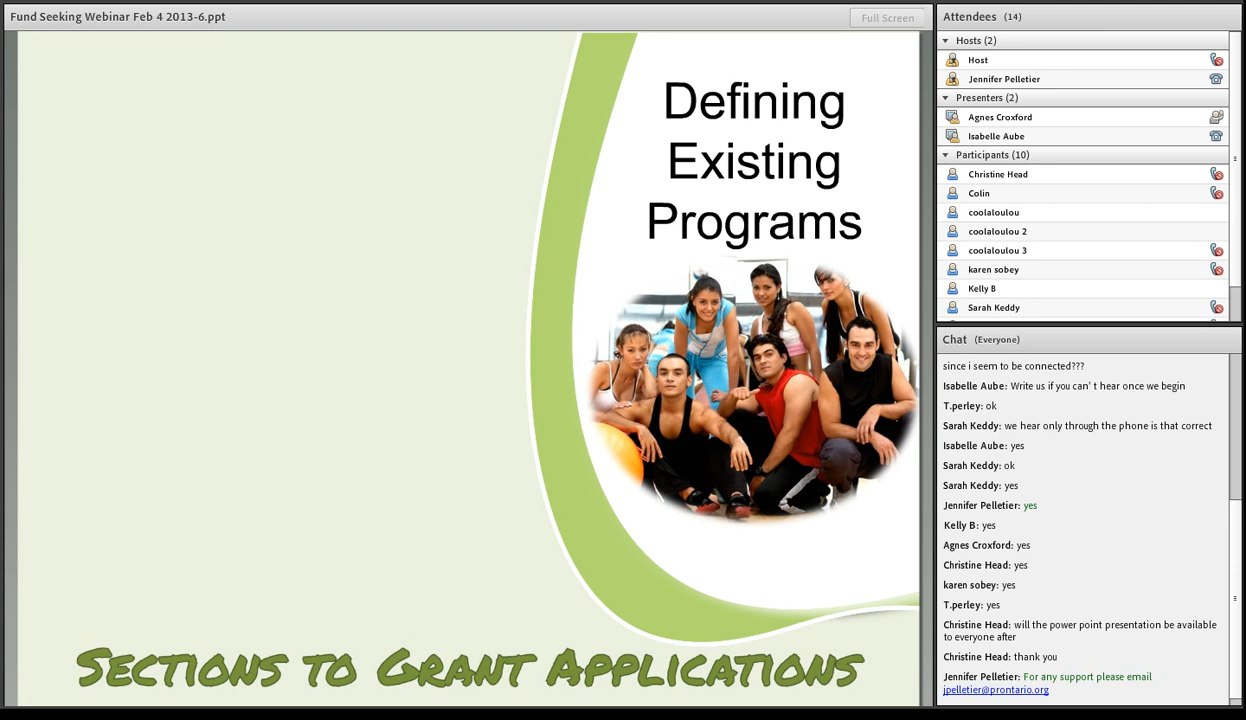 Fund Seeking Webinar Feb 4 2013-6.ppt
Full Screen
Defining
Existing
Programs
Sections to Grant Applications
Attendees (14)
Hosts (2)
Host
Jennifer Pelletier
Presenters (2)
Agnes Croxford
Isabelle Aube
Participants (10)
Christine Head
Colin
coolaloulou
coolaloulou 2
coolaloulou 3
karen sobey
Kelly B
Sarah Keddy
Chat (Everyone)
since i seem to be connected???
Isabelle Aube: Write us if you can' t hear once we begin
T.perley: ok
Sarah Keddy: we hear only through the phone is that correct
Isabelle Aube: yes
Sarah Keddy: ok
Sarah Keddy: yes
Jennifer Pelletier: yes
Kelly B: yes
Agnes Croxford: yes
Christine Head: yes
karen sobey: yes
T.perley: yes
Christine Head: will the power point presentation be available
to everyone after
Christine Head: thank you
Jennifer Pelletier: For any support please email
jpelletier@prontario.org